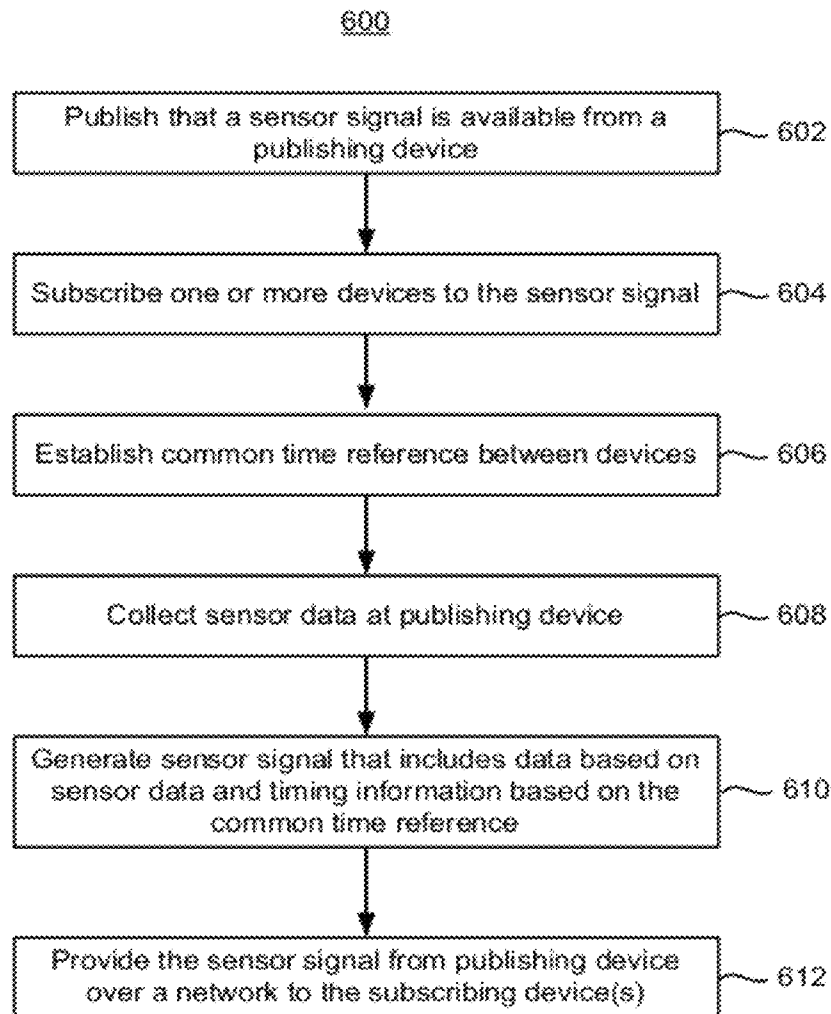 600
Publish that a sensor signal is available from a
publishing device
602
Subscribe one or more devices to the sensor signal
604
Establish common time reference between devices
606
Collect sensor data at publishing device
608
Generate sensor signal that includes data based on
sensor data and timing information based on the
common time reference
610
Provide the sensor signal from publishing device
over a network to the subscribing device(s)
612